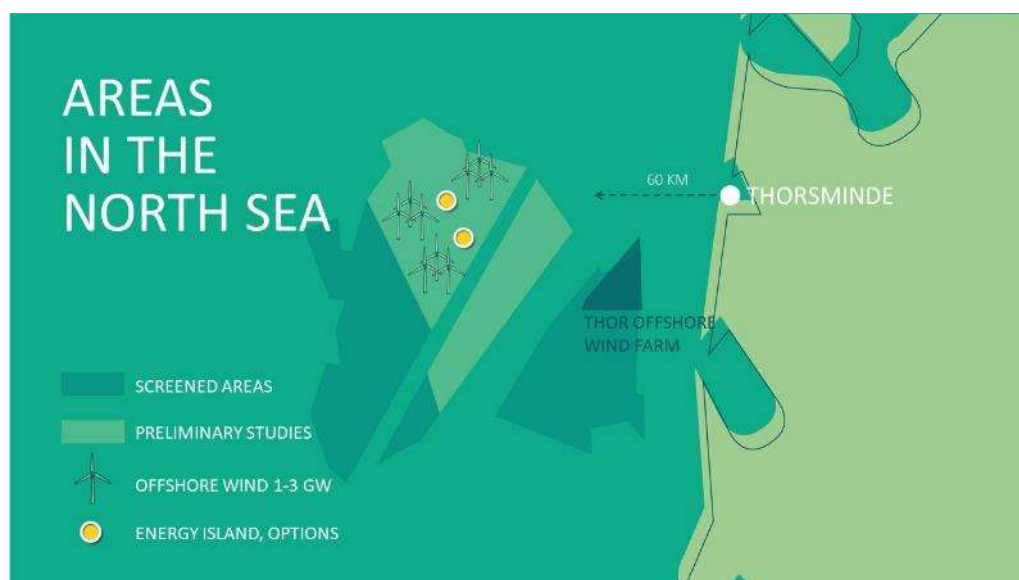 AREAS
IN THE
NORTH SEA
60 KM
THORSMINDE
THOR OFFSHORE
WIND FARM
SCREENED AREAS
PRELIMINARY STUDIES
OFFSHORE WIND 1-3 GW
ENERGY ISLAND, OPTIONS